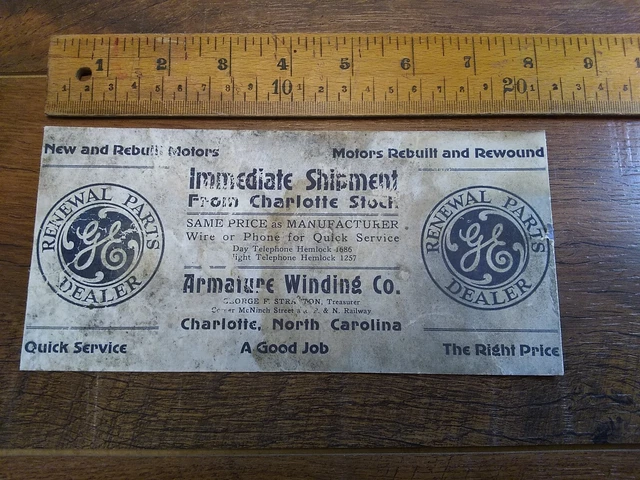 1 2 3 4 5 6 7 8 9
10 20
New and Rebuilt Motors
Motors Rebuilt and Rewound
Immediate Shipment
From Charlotte Stock
SAME PRICE as MANUFACTURER
Wire or Phone for Quick Service
Day Telephone Hemlock 1685
Night Telephone Hemlock 1257
RENEWAL PARTS
GE
DEALER
RENEWAL PARTS
GE
DEALER
Armature Winding Co.
GEORGE F. STRATTON, Treasurer
Corner McNinch Street & N. Railway
Charlotte, North Carolina
Quick Service
A Good Job
The Right Price